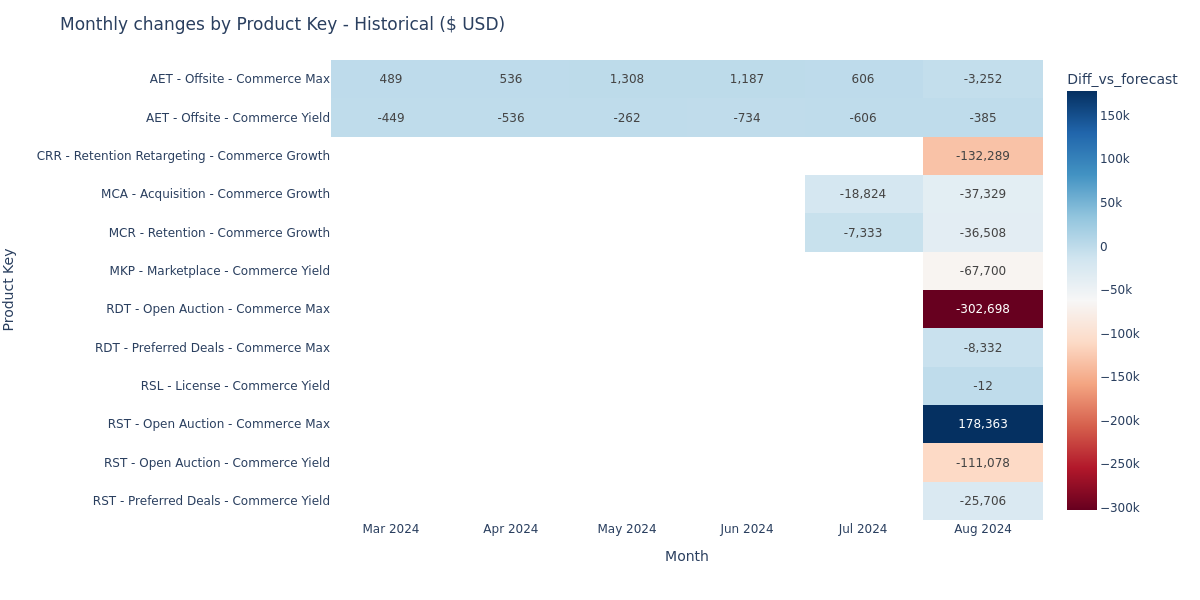 Monthly changes by Product Key - Historical ($ USD)
Product Key
AET - Offsite - Commerce Max 489 536 1,308 1,187 606 -3,252
AET - Offsite - Commerce Yield -449 -536 -262 -734 -606 -385
CRR - Retention Retargeting - Commerce Growth -132,289
MCA - Acquisition - Commerce Growth -18,824 -37,329
MCR - Retention - Commerce Growth -7,333 -36,508
MKP - Marketplace - Commerce Yield -67,700
RDT - Open Auction - Commerce Max -302,698
RDT - Preferred Deals - Commerce Max -8,332
RSL - License - Commerce Yield -12
RST - Open Auction - Commerce Max 178,363
RST - Open Auction - Commerce Yield -111,078
RST - Preferred Deals - Commerce Yield -25,706
Mar 2024 Apr 2024 May 2024 Jun 2024 Jul 2024 Aug 2024
Month
Diff_vs_forecast
150k
100k
50k
0
−50k
−100k
−150k
−200k
−250k
−300k